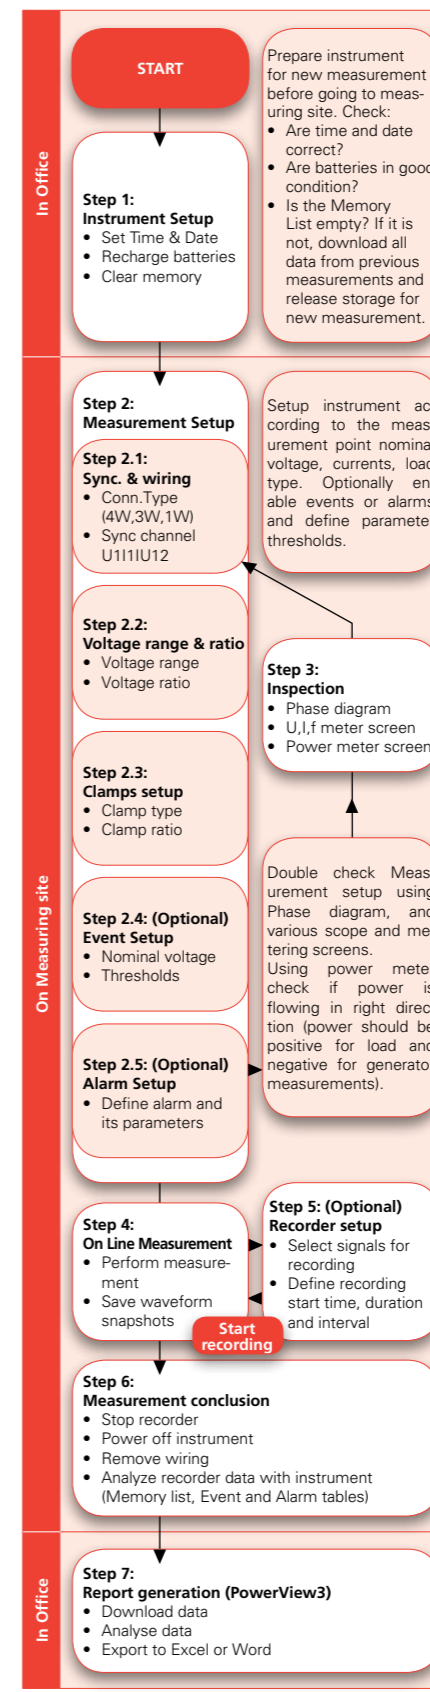 In Office
START
Prepare instrument
for new measurement
before going to meas-
uring site. Check:
• Are time and date
correct?
• Are batteries in good
condition?
• Is the Memory
List empty? If it is
not, download all
data from previous
measurements and
release storage for
new measurement.
Step 1:
Instrument Setup
• Set Time & Date
• Recharge batteries
• Clear memory
On Measuring site
Step 2:
Measurement Setup
Step 2.1:
Sync. & wiring
• Conn.Type
(4W,3W,1W)
• Sync channel
U1I1IU12
Setup instrument ac
cording to the meas
urement point nomina
voltage, currents, load
type. Optionally en
able events or alarms
and define parameter
thresholds.
Step 2.2:
Voltage range & ratio
• Voltage range
• Voltage ratio
Step 3:
Inspection
• Phase diagram
• U,I,f meter screen
• Power meter screen
Step 2.3:
Clamps setup
• Clamp type
• Clamp ratio
Step 2.4: (Optional)
Event Setup
• Nominal voltage
• Thresholds
Double check Meas
urement setup using
Phase diagram, and
various scope and me
tering screens.
Using power mete
check if power is
flowing in right direc
tion (power should be
positive for load and
negative for generato
measurements).
Step 2.5: (Optional)
Alarm Setup
• Define alarm and
its parameters
Step 4:
On Line Measurement
• Perform measure-
ment
• Save waveform
snapshots
Step 5: (Optional)
Recorder setup
• Select signals for
recording
• Define recording
start time, duration
and interval
Start
recording
Step 6:
Measurement conclusion
• Stop recorder
• Power off instrument
• Remove wiring
• Analyze recorder data with instrument
(Memory list, Event and Alarm tables)
In Office
Step 7:
Report generation (PowerView3)
• Download data
• Analyse data
• Export to Excel or Word